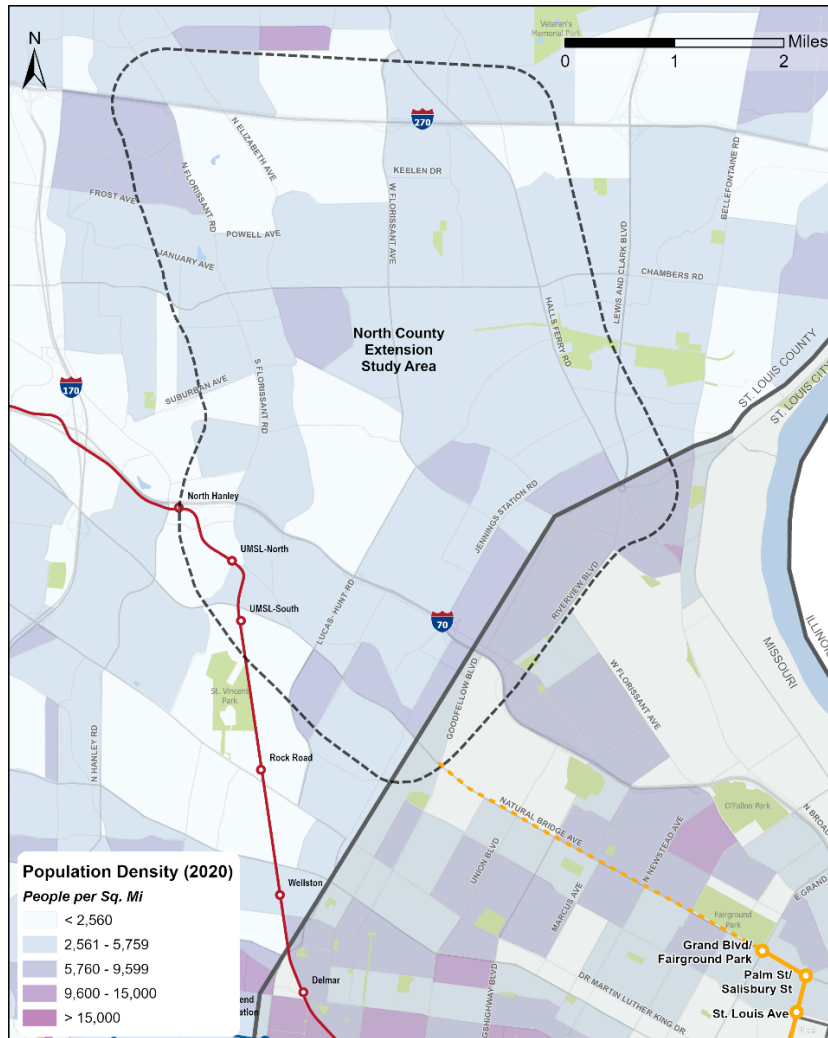 N
Veteran's
Memorial Park
Miles
0 1 2
270
N ELIZABETH AVE
N FLORISSANT RD
KEELEN DR
W FLORISSANT AVE
BELLEFONTAINE RD
FROST AVE
POWELL AVE
JANUARY AVE
LEWIS AND CLARK BLVD
CHAMBERS RD
HALLS FERRY RD
North County
Extension
Study Area
ST. LOUIS COUNTY
ST. LOUIS CITY
170
SUBURBAN AVE
S FLORISSANT RD
North Hanley
JENNINGS STATION RD
UMSL-North
LUCAS- HUNT RD
RIVERVIEW BLVD
UMSL-South
70
ILLINOIS
MISSOURI
W FLORISSANT AVE
GOODFELLOW BLVD
St. Vincent
Park
N HANLEY RD
Rock Road
NATURAL BRIDGE AVE
O'Fallon Park
N BROA
UNION BLVD
N NEWSTEAD AVE
MARCUS AVE
E GRAND
Wellston
Fairground
Park
Grand Blvd/
Fairground Park
Palm St/
Salisbury St
St. Louis Ave
DR MARTIN LUTHER KING DR
GSHIGHWAY BLVD
Delmar
end
ation
Population Density (2020)
People per Sq. Mi
< 2,560
2,561 - 5,759
5,760 - 9,599
9,600 - 15,000
> 15,000